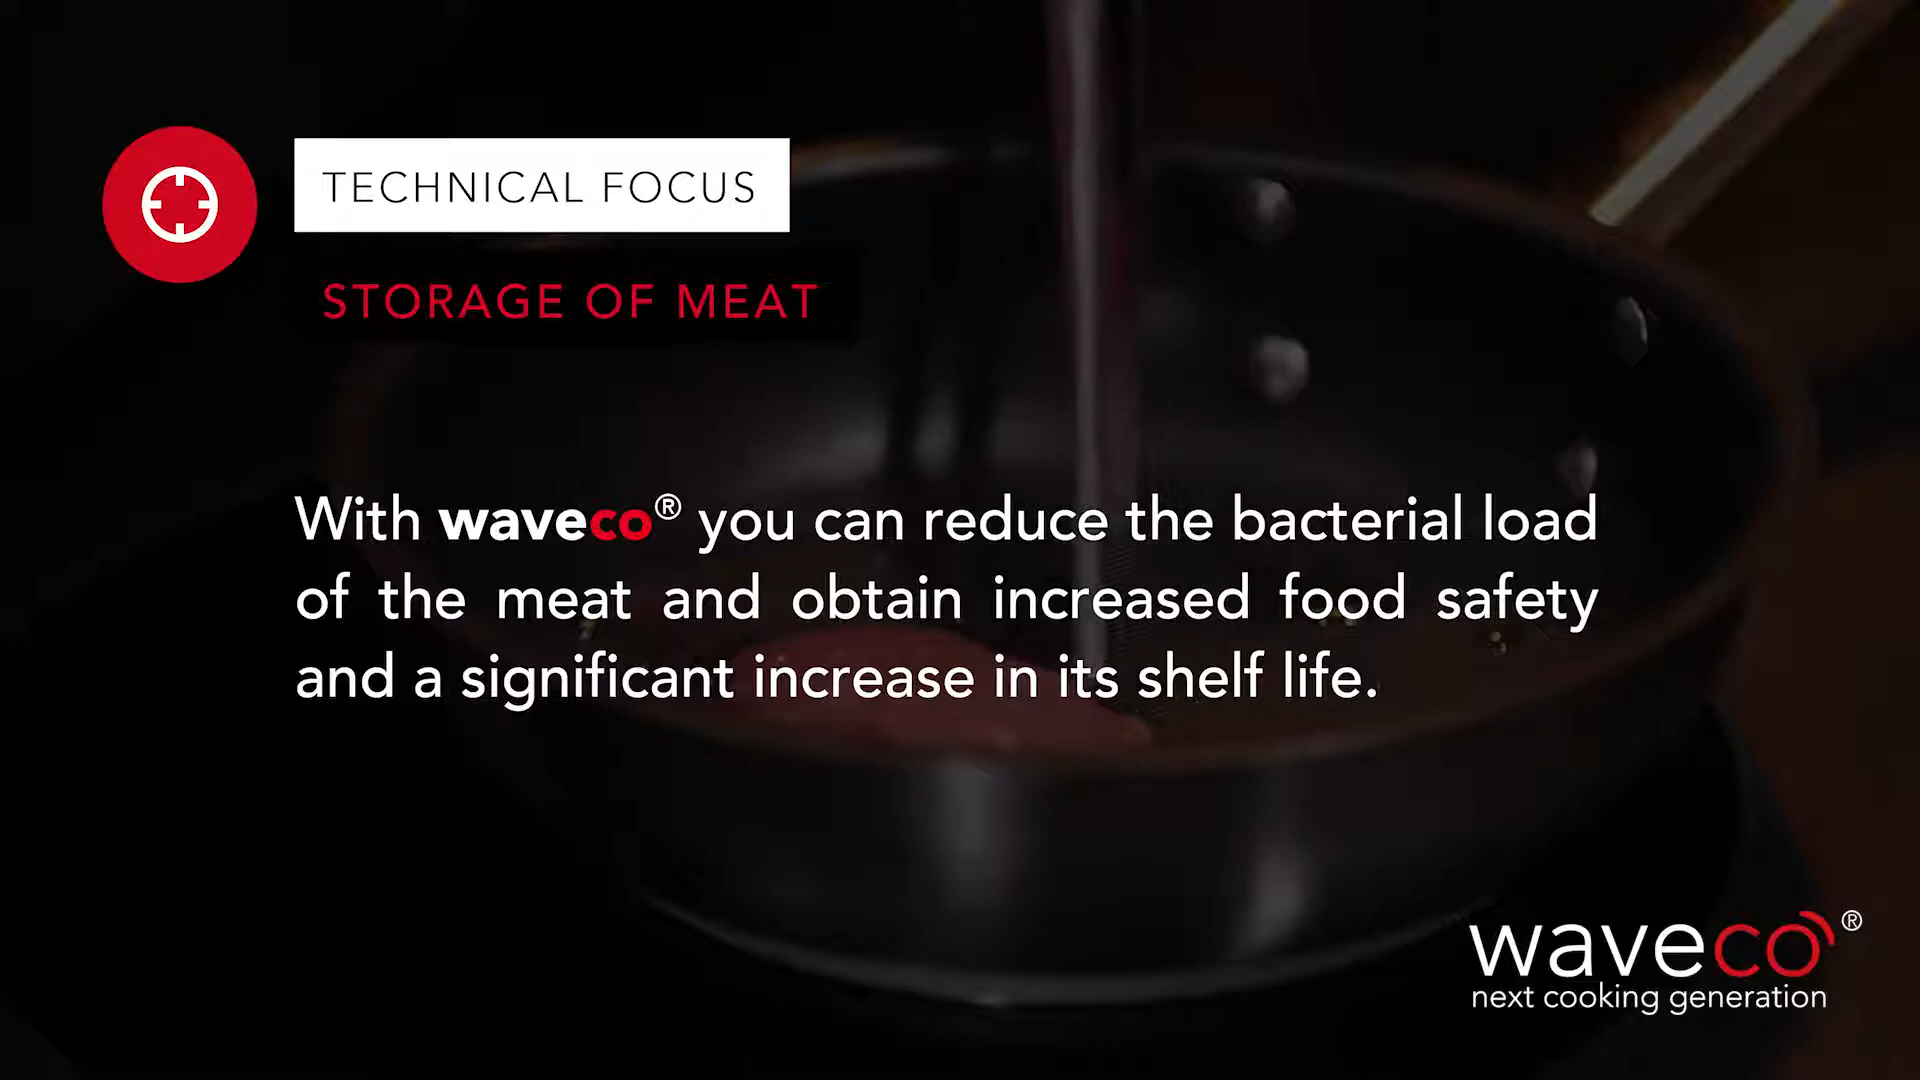 TECHNICAL FOCUS
STORAGE OF MEAT
With waveco® you can reduce the bacterial load
of the meat and obtain increased food safety
and a significant increase in its shelf life.
waveco®
next cooking generation